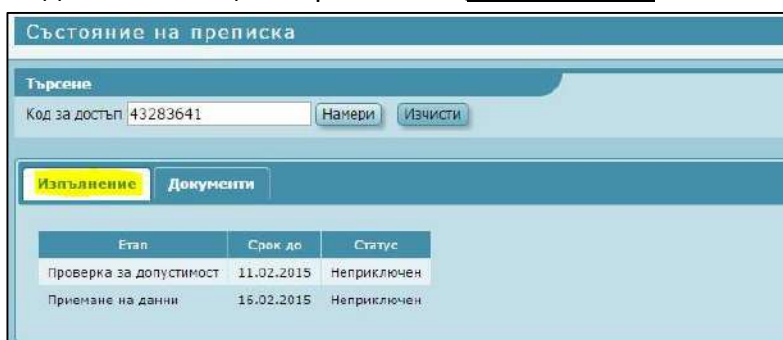 Състояние на преписка
Търсене
Код за достъп 43283641 Намери Изчисти
Изпълнение Документи
Етап Срок до Статус
Проверка за допустимост 11.02.2015 Неприключен
Приемане на данни 16.02.2015 Неприключен